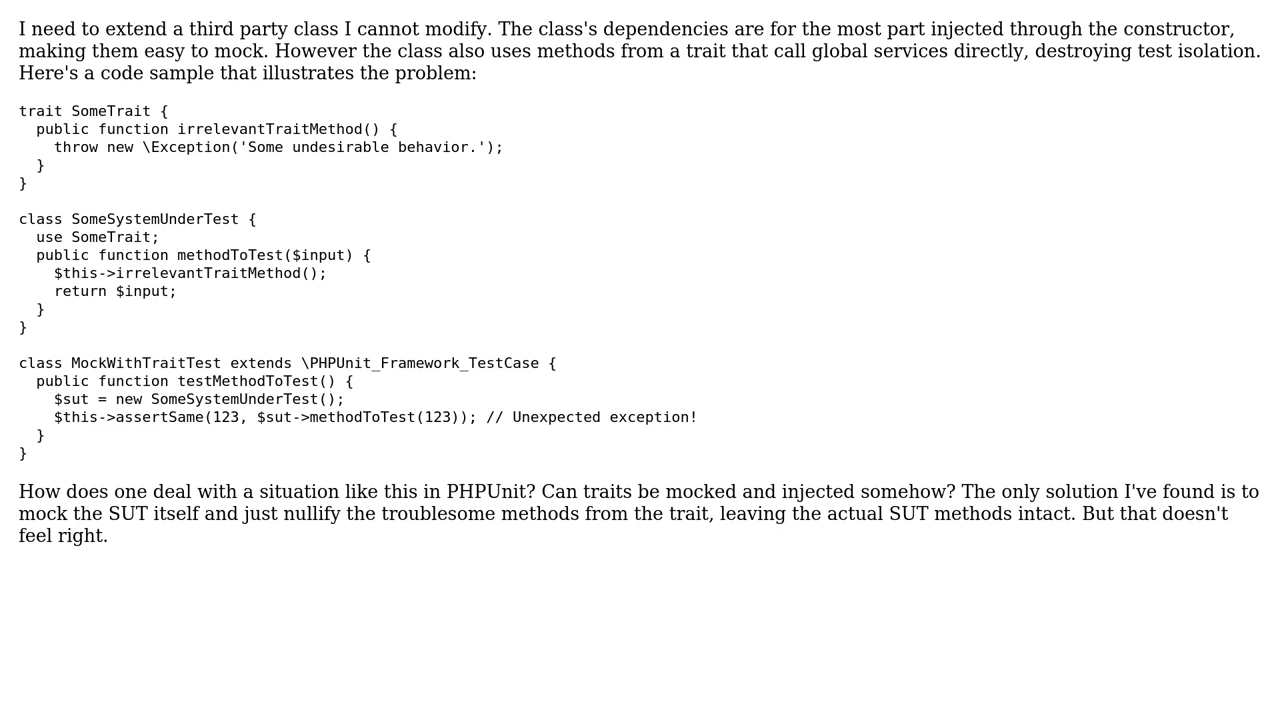 I need to extend a third party class I cannot modify. The class's dependencies are for the most part injected through the constructor,
making them easy to mock. However the class also uses methods from a trait that call global services directly, destroying test isolation.
Here's a code sample that illustrates the problem:
trait SomeTrait {
  public function irrelevantTraitMethod() {
    throw new \Exception('Some undesirable behavior.');
  }
}
class SomeSystemUnderTest {
  use SomeTrait;
  public function methodToTest($input) {
    $this->irrelevantTraitMethod();
    return $input;
  }
}
class MockWithTraitTest extends \PHPUnit_Framework_TestCase {
  public function testMethodToTest() {
    $sut = new SomeSystemUnderTest();
    $this->assertSame(123, $sut->methodToTest(123)); // Unexpected exception!
  }
}
How does one deal with a situation like this in PHPUnit? Can traits be mocked and injected somehow? The only solution I've found is to
mock the SUT itself and just nullify the troublesome methods from the trait, leaving the actual SUT methods intact. But that doesn't
feel right.